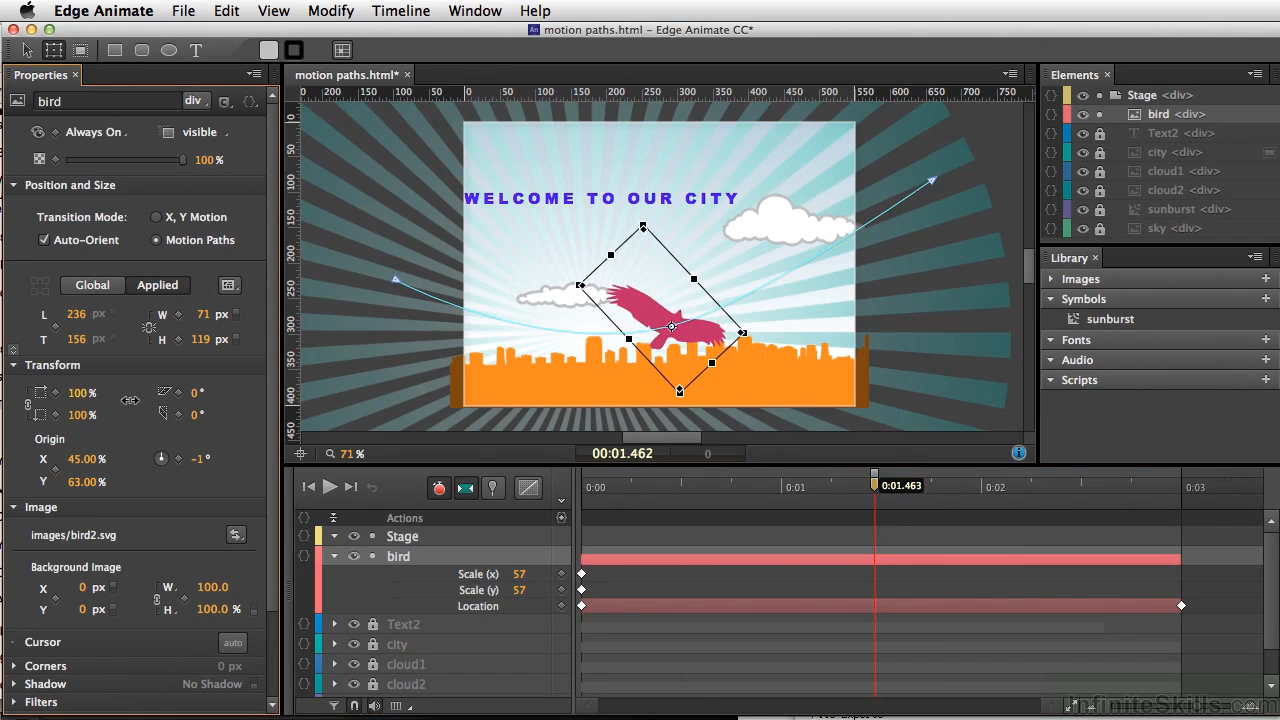 Edge Animate File Edit View Modify Timeline Window Help
An motion paths.html - Edge Animate CC*
T
Properties × motion paths.html* × Elements ×
200 150 100 50 0 50 100 150 200 250 300 350 400 450 500 550 600 650 700 750
bird div
Always On visible
100 %
Position and Size
Transition Mode: X, Y Motion
Auto-Orient Motion Paths
Global Applied
L 236 px W 71 px
T 156 px H 119 px
Transform
100 % 0 °
100 % 0 °
Origin
X 45.00 % -1°
Y 63.00 %
Image
images/bird2.svg
Background Image
X 0 px W. 100.0
Y 0 px H. 100.0 %
Cursor auto
Corners 0 px
Shadow No Shadow
Filters
0
50
100
150
200
250
300
350
400
450
WELCOME TO OUR CITY
71 % 00:01.462 0
Stage <div>
bird <div>
T Text2 <div>
city <div>
cloud1 <div>
cloud2 <div>
sunburst <div>
sky <div>
Library ×
Images
Symbols
sunburst
Fonts
Audio
Scripts
0:00 0:01 0:01.463 0:02 0:03
Actions
Stage
bird
Scale (x) 57
Scale (y) 57
Location
Text2
city
cloud1
cloud2
InfiniteSkills.com